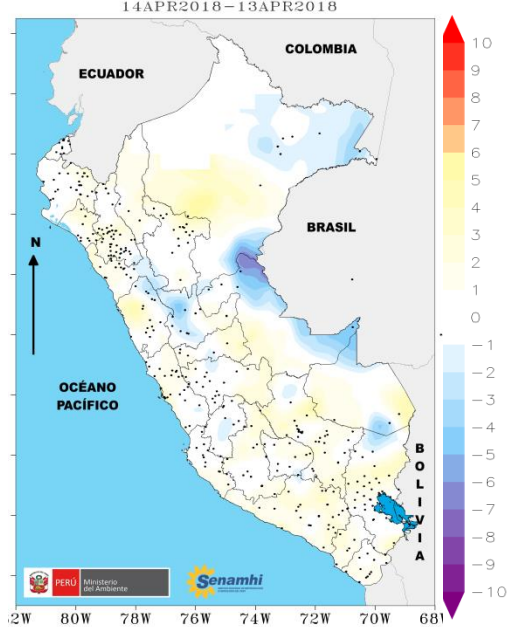 14APR2018−13APR2018
COLOMBIA
ECUADOR
BRASIL
N
OCÉANO
PACÍFICO
BOLIVIA
10
9
8
7
6
5
4
3
2
1
0
−1
−2
−3
−4
−5
−6
−7
−8
−9
−10
PERÚ
Ministerio
del Ambiente
Senamhi
82W
80W
78W
76W
74W
72W
70W
68W